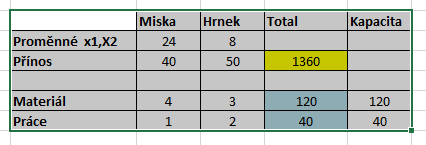 Miska Hrnek Total Kapacita
Proměnné x1,X2 24 8
Přínos 40 50 1360
Materiál 4 3 120 120
Práce 1 2 40 40